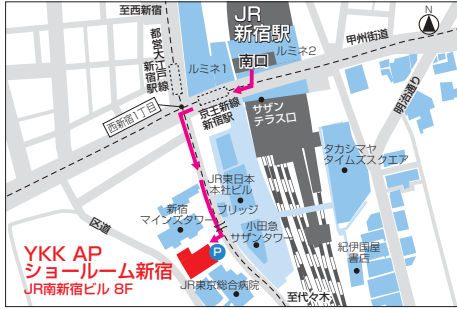 至西新宿
JR
新宿駅
N
都営大江戸線
新宿駅
ルミネ1
ルミネ2
南口
甲州街道
明治通り
京王新線
新宿駅
サザン
テラス口
西新宿1丁目
タカシマヤ
タイムズスクエア
JR東日本
本社ビル
新宿
マインズタワー
ブリッジ
区道
小田急
サザンタワー
紀伊国屋
書店
YKK AP
ショールーム新宿
JR南新宿ビル 8F
P
JR東京総合病院
至代々木